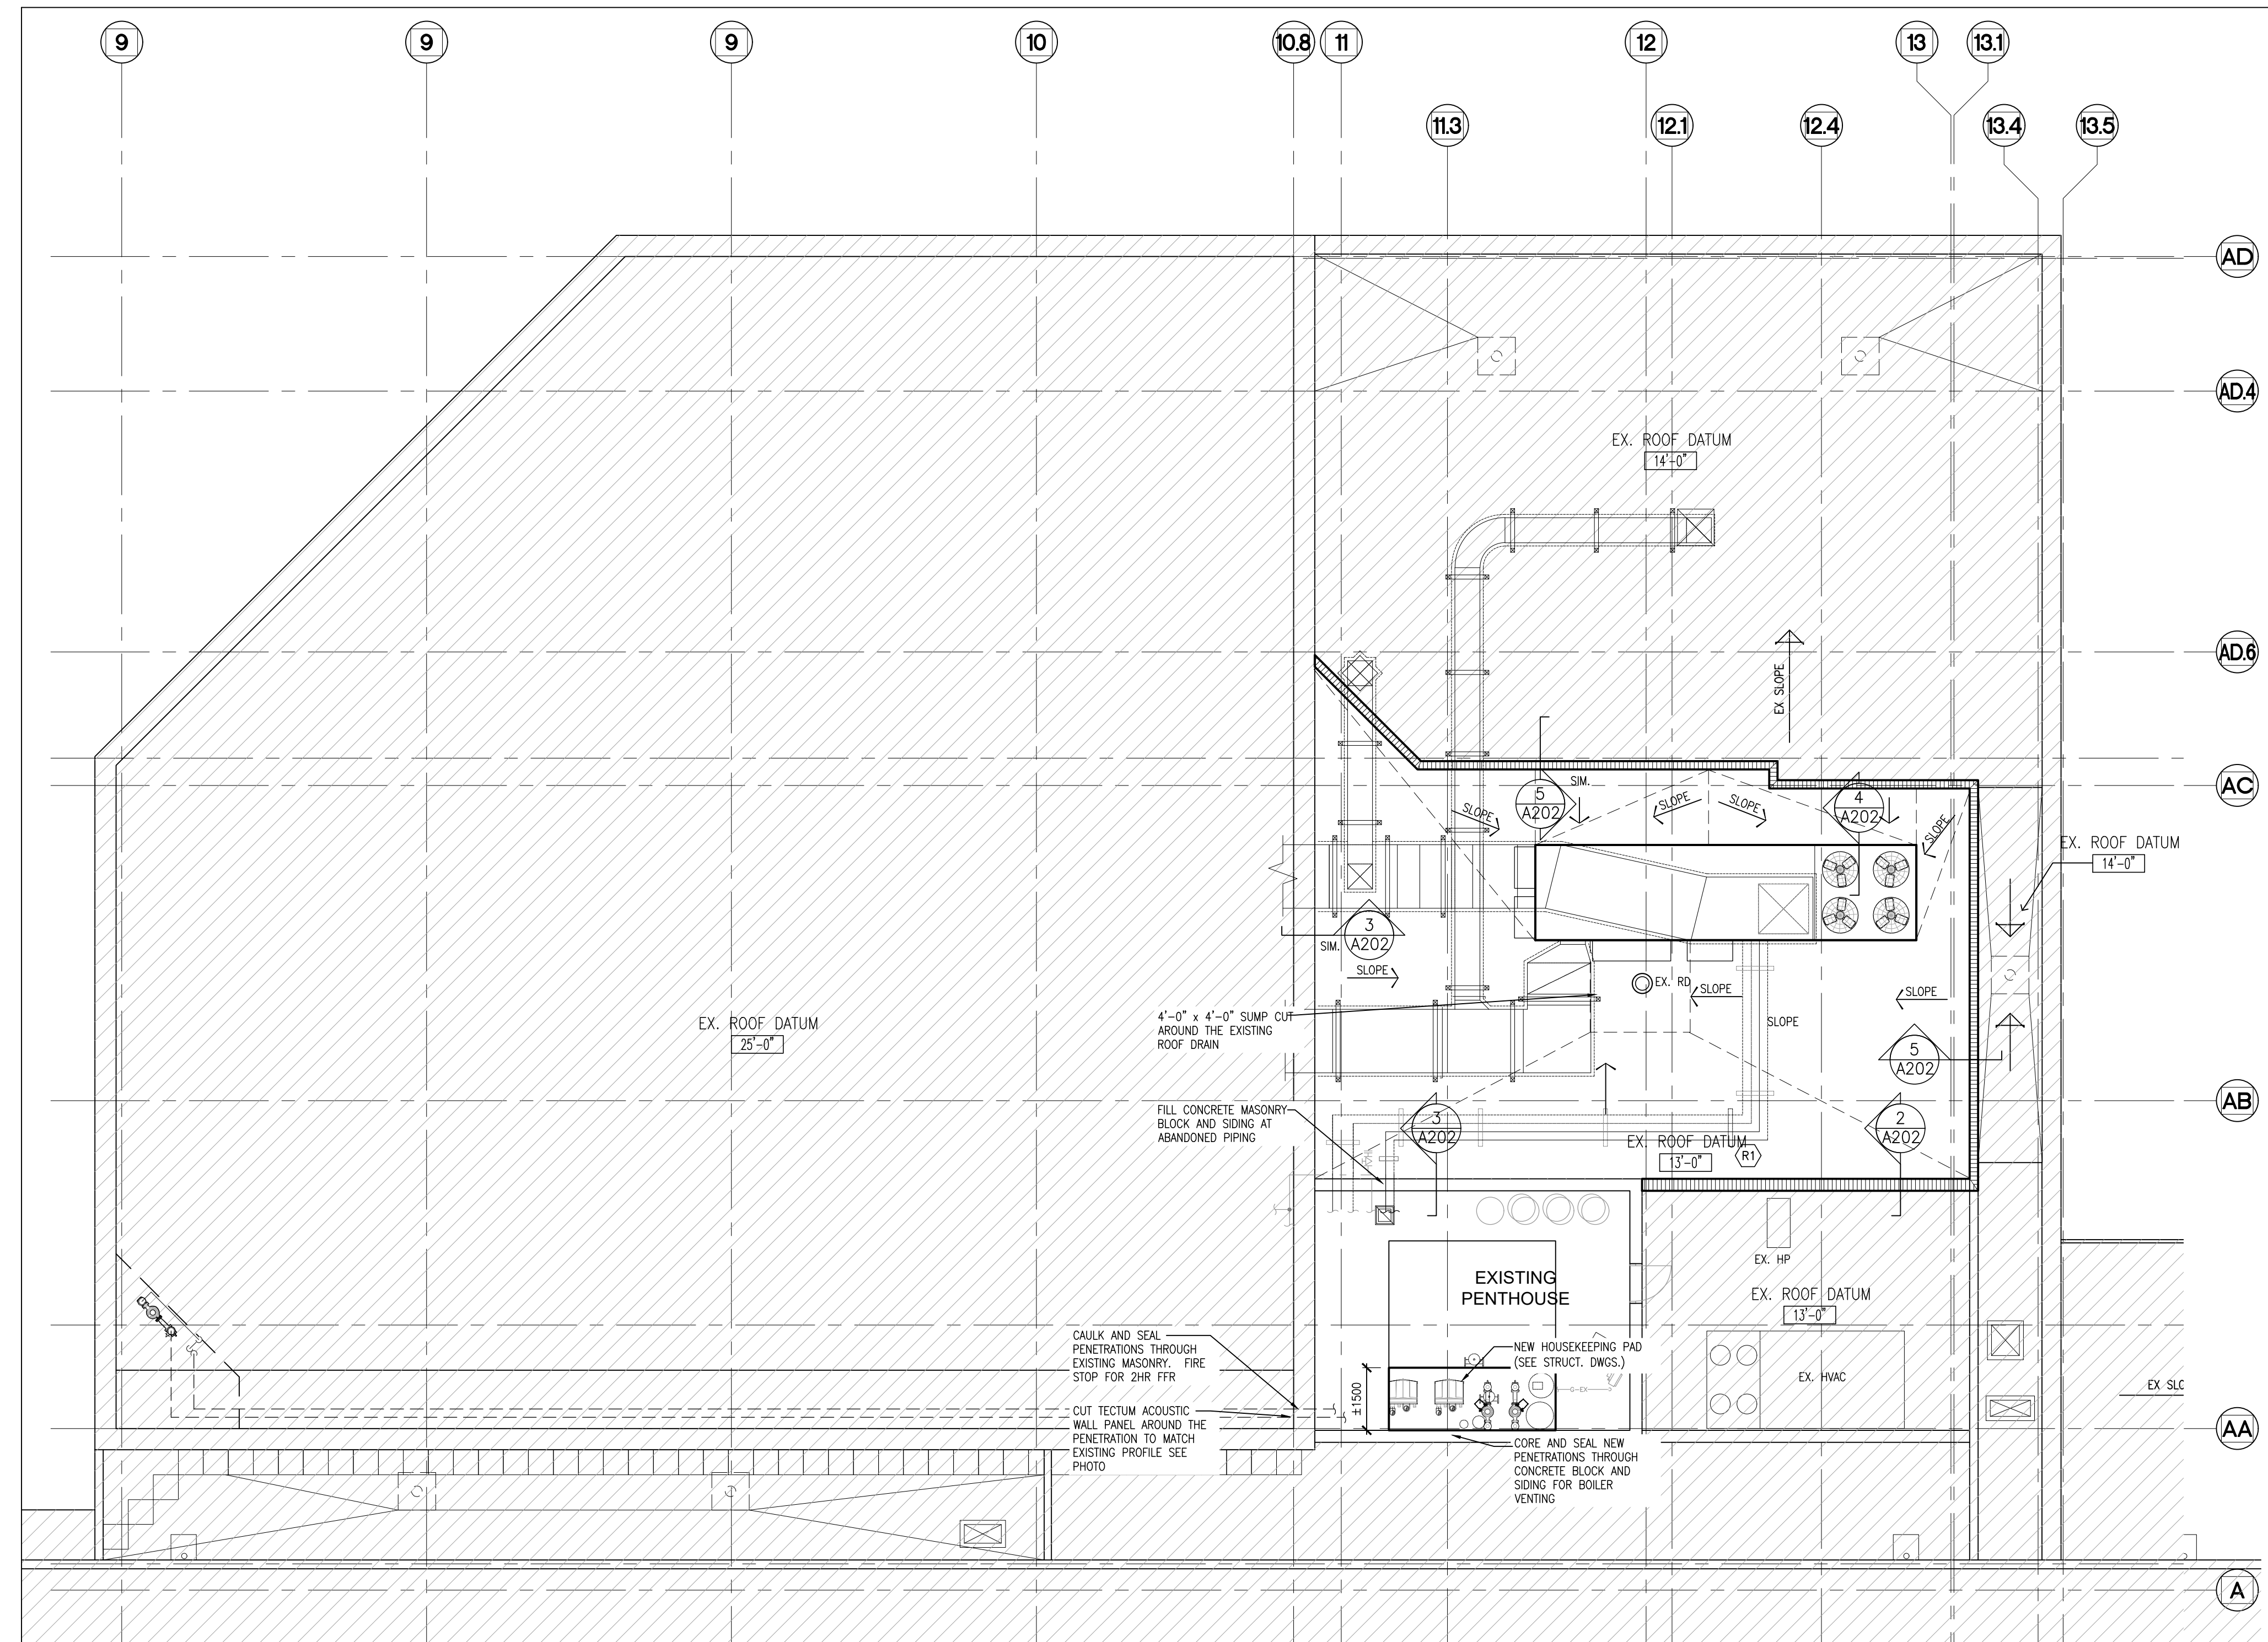 9
9
9
10
10.8
11
12
13
13.1
11.3
12.1
12.4
13.4
13.5
AD
AD.4
EX. ROOF DATUM
14'-0"
AD.6
EX SLOPE
AC
5
A202
SIM.
SLOPE
SLOPE
SLOPE
4
A202
SLOPE
EX. ROOF DATUM
14'-0"
3
A202
SIM.
SLOPE
EX. RD
SLOPE
SLOPE
SLOPE
EX. ROOF DATUM
25'-0"
4'-0" x 4'-0" SUMP CUT
AROUND THE EXISTING
ROOF DRAIN
5
A202
FILL CONCRETE MASONRY
BLOCK AND SIDING AT
ABANDONED PIPING
3
A202
2
A202
AB
EX. ROOF DATUM
13'-0"
R1
EX. HP
EXISTING
PENTHOUSE
EX. ROOF DATUM
13'-0"
CAULK AND SEAL
PENETRATIONS THROUGH
EXISTING MASONRY. FIRE
STOP FOR 2HR FFR
NEW HOUSEKEEPING PAD
(SEE STRUCT. DWGS.)
±1500
G-EX
EX. HVAC
EX SLO
CUT TECTUM ACOUSTIC
WALL PANEL AROUND THE
PENETRATION TO MATCH
EXISTING PROFILE SEE
PHOTO
CORE AND SEAL NEW
PENETRATIONS THROUGH
CONCRETE BLOCK AND
SIDING FOR BOILER
VENTING
AA
A